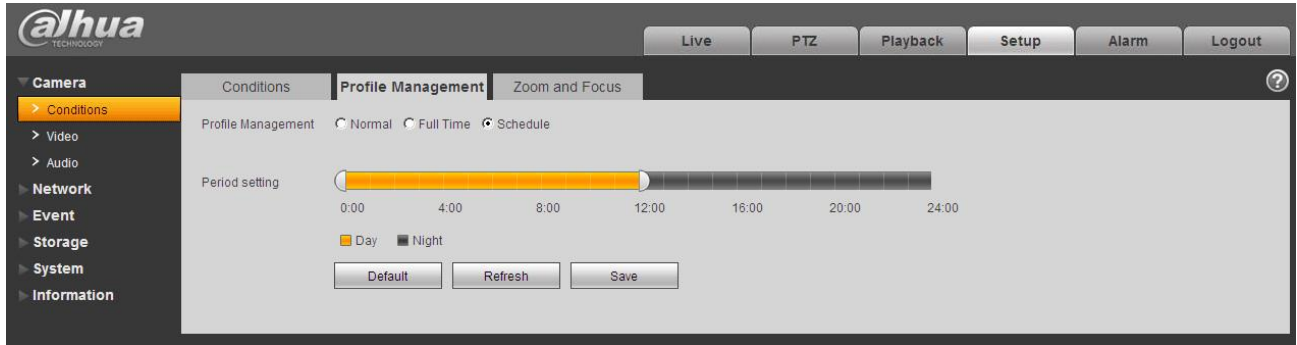 alhua
TECHNOLOGY
Live PTZ Playback Setup Alarm Logout
Camera
Conditions
Video
Audio
Network
Event
Storage
System
Information
Conditions Profile Management Zoom and Focus
?
Profile Management Normal Full Time Schedule
Period setting
0:00 4:00 8:00 12:00 16:00 20:00 24:00
Day Night
Default Refresh Save